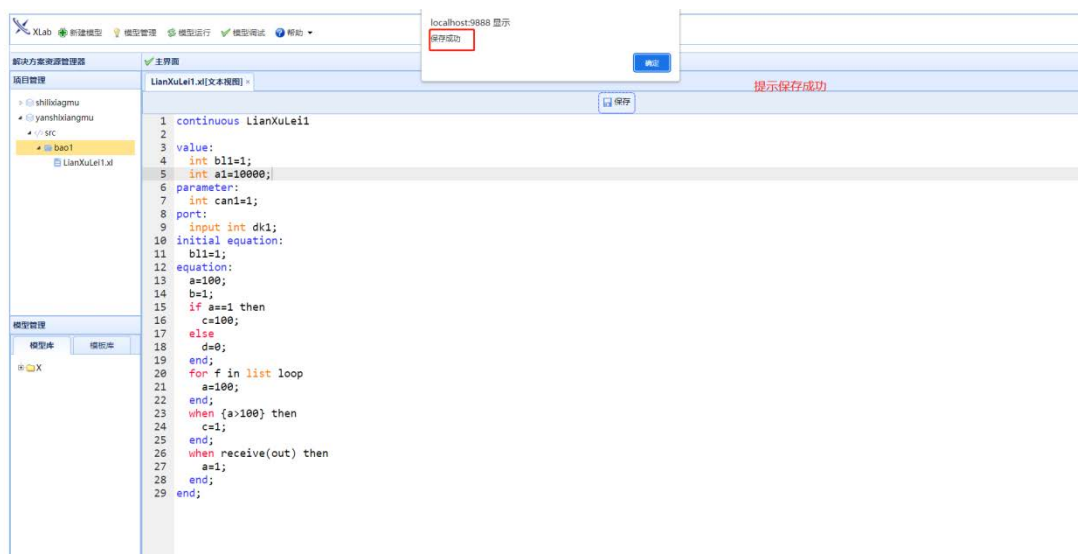 localhost:9888 显示
保存成功
确定
XLab 新建模型 模型管理 模型运行 模型调试 帮助
解决方案资源管理器
主界面
项目管理
LianXuLei1.xl[文本视图]
提示保存成功
保存
shilixiagmu
yanshixiangmu
src
bao1
LianXuLei1.xl
模型管理
模型库 模板库
X
1 continuous LianXuLei1
2
3 value:
4 int bl1=1;
5 int a1=10000;
6 parameter:
7 int can1=1;
8 port:
9 input int dk1;
10 initial equation:
11 bl1=1;
12 equation:
13 a=100;
14 b=1;
15 if a==1 then
16 c=100;
17 else
18 d=0;
19 end;
20 for f in list loop
21 a=100;
22 end;
23 when {a>100} then
24 c=1;
25 end;
26 when receive(out) then
27 a=1;
28 end;
29 end;